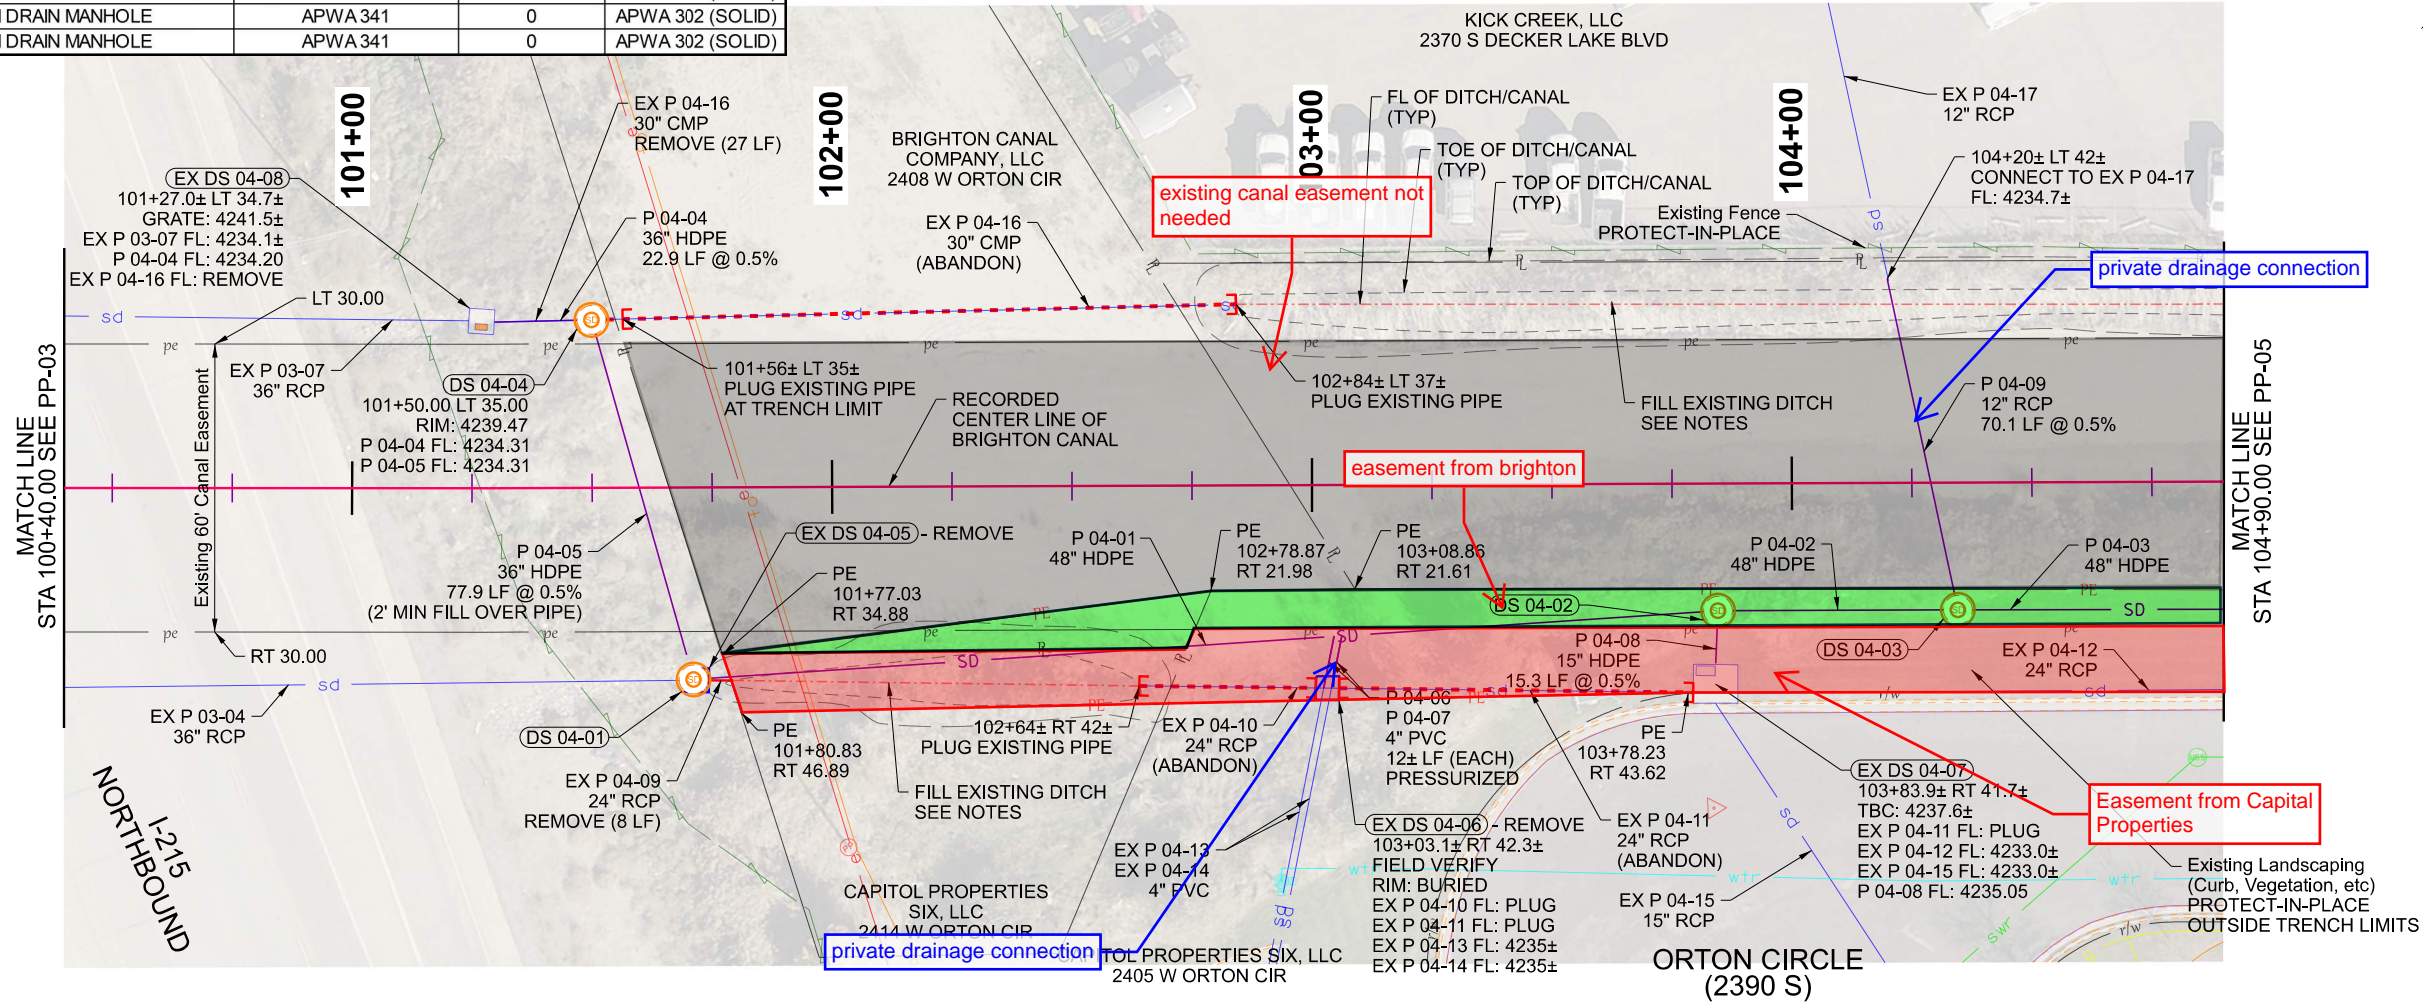 DRAIN MANHOLE APWA 341 0 APWA 302 (SOLID)
DRAIN MANHOLE APWA 341 0 APWA 302 (SOLID)
KICK CREEK, LLC
2370 S DECKER LAKE BLVD
101+00
102+00
03+00
104+00
EX P 04-16
30" CMP
REMOVE (27 LF)
BRIGHTON CANAL
COMPANY, LLC
2408 W ORTON CIR
FL OF DITCH/CANAL
(TYP)
TOE OF DITCH/CANAL
(TYP)
TOP OF DITCH/CANAL
(TYP)
EX P 04-17
12" RCP
104+20± LT 42±
CONNECT TO EX P 04-17
FL: 4234.7±
EX DS 04-08
101+27.0± LT 34.7±
GRATE: 4241.5±
EX P 03-07 FL: 4234.1±
P 04-04 FL: 4234.20
EX P 04-16 FL: REMOVE
P 04-04
36" HDPE
22.9 LF @ 0.5%
EX P 04-16
30" CMP
(ABANDON)
existing canal easement not
needed
Existing Fence
PROTECT-IN-PLACE
private drainage connection
LT 30.00
EX P 03-07
36" RCP
DS 04-04
101+50.00 LT 35.00
RIM: 4239.47
P 04-04 FL: 4234.31
P 04-05 FL: 4234.31
101+56± LT 35±
PLUG EXISTING PIPE
AT TRENCH LIMIT
RECORDED
CENTER LINE OF
BRIGHTON CANAL
102+84± LT 37±
PLUG EXISTING PIPE
FILL EXISTING DITCH
SEE NOTES
P 04-09
12" RCP
70.1 LF @ 0.5%
MATCH LINE
STA 100+40.00 SEE PP-03
Existing 60' Canal Easement
MATCH LINE
STA 104+90.00 SEE PP-05
easement from brighton
EX DS 04-05 - REMOVE
P 04-05
36" HDPE
77.9 LF @ 0.5%
(2' MIN FILL OVER PIPE)
PE
101+77.03
RT 34.88
P 04-01
48" HDPE
PE
102+78.87
RT 21.98
PE
103+08.86
RT 21.61
P 04-02
48" HDPE
P 04-03
48" HDPE
DS 04-02
DS 04-03
P 04-08
15" HDPE
15.3 LF @ 0.5%
EX P 04-12
24" RCP
RT 30.00
EX P 03-04
36" RCP
DS 04-01
EX P 04-09
24" RCP
REMOVE (8 LF)
PE
101+80.83
RT 46.89
102+64± RT 42±
PLUG EXISTING PIPE
FILL EXISTING DITCH
SEE NOTES
EX P 04-10
24" RCP
(ABANDON)
P 04-06
P 04-07
4" PVC
12± LF (EACH)
PRESSURIZED
PE
103+78.23
RT 43.62
EX DS 04-07
103+83.9± RT 41.7±
TBC: 4237.6±
EX P 04-11 FL: PLUG
EX P 04-12 FL: 4233.0±
EX P 04-15 FL: 4233.0±
P 04-08 FL: 4235.05
Easement from Capital
Properties
I-215
NORTHBOUND
EX P 04-13
EX P 04-14
4" PVC
EX DS 04-06 - REMOVE
103+03.1± RT 42.3±
FIELD VERIFY
RIM: BURIED
EX P 04-10 FL: PLUG
EX P 04-11 FL: PLUG
EX P 04-13 FL: 4235±
EX P 04-14 FL: 4235±
EX P 04-11
24" RCP
(ABANDON)
EX P 04-15
15" RCP
Existing Landscaping
(Curb, Vegetation, etc)
PROTECT-IN-PLACE
OUTSIDE TRENCH LIMITS
CAPITOL PROPERTIES
SIX, LLC
2414 W ORTON CIR
private drainage connection
TOL PROPERTIES SIX, LLC
2405 W ORTON CIR
ORTON CIRCLE
(2390 S)